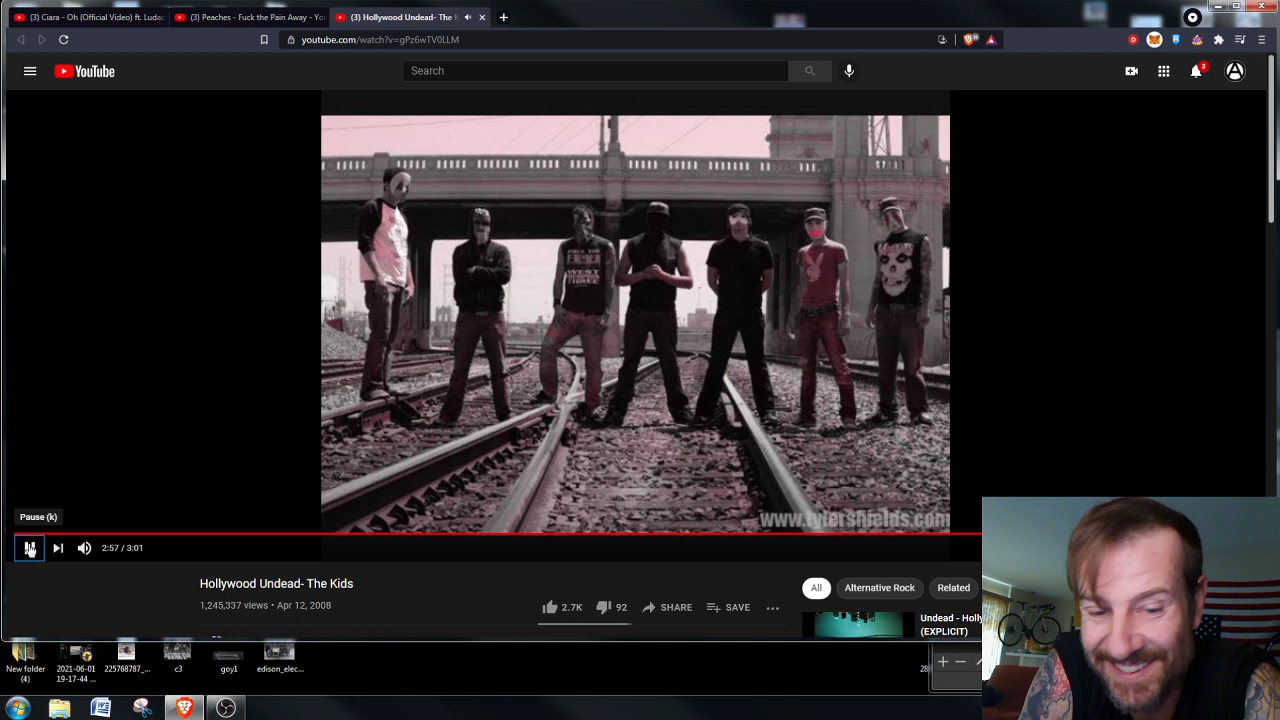 (3) Ciara - Oh (Official Video) ft. Ludac
(3) Peaches - Fuck the Pain Away - Yo
(3) Hollywood Undead- The K
youtube.com/watch?v=gPz6wTV0LLM
YouTube
Search
3
www.tylershields.com
Pause (k)
2:57 / 3:01
Hollywood Undead- The Kids
1,245,337 views • Apr 12, 2008
2.7K
92
SHARE
SAVE
All
Alternative Rock
Related
Undead - Holly
(EXPLICIT)
New folder
(4)
2021-06-01
19-17-44 ...
225768787_...
c3
goy1
edison_elec...
28